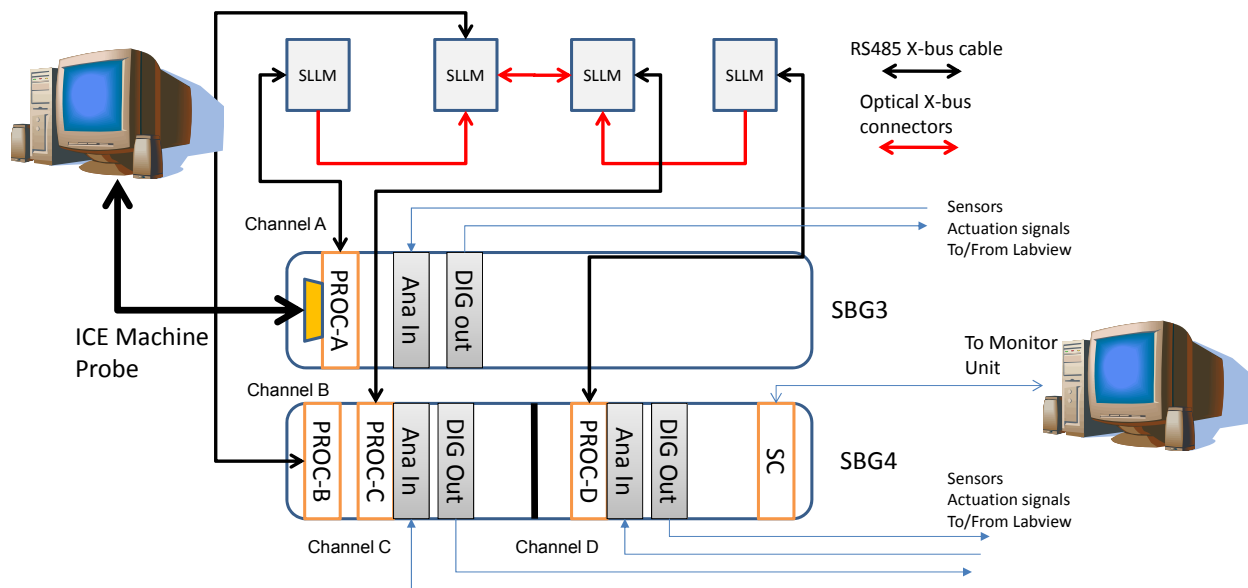 SLLM
SLLM
SLLM
SLLM
RS485 X-bus cable
Optical X-bus
connectors
Channel A
Sensors
Actuation signals
To/From Labview
PROC-A
Ana In
DIG out
SBG3
ICE Machine
Probe
To Monitor
Unit
Channel B
PROC-B
PROC-C
Ana In
DIG Out
PROC-D
Ana In
DIG Out
SC
SBG4
Sensors
Actuation signals
To/From Labview
Channel C
Channel D